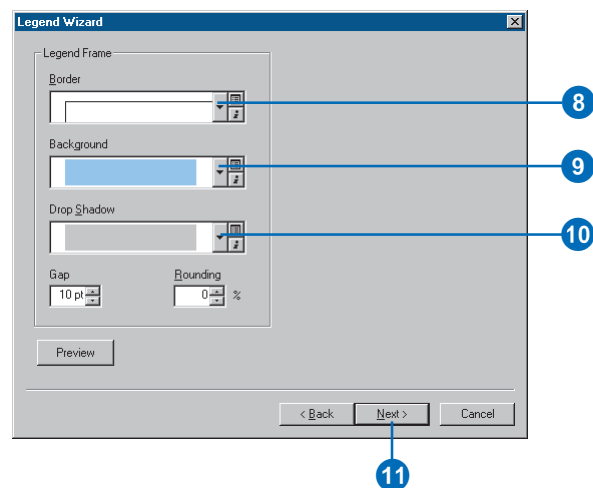 Legend Wizard
Legend Frame
Border
8
Background
9
Drop Shadow
10
Gap Rounding
10 pt 0 %
Preview
< Back Next > Cancel
11